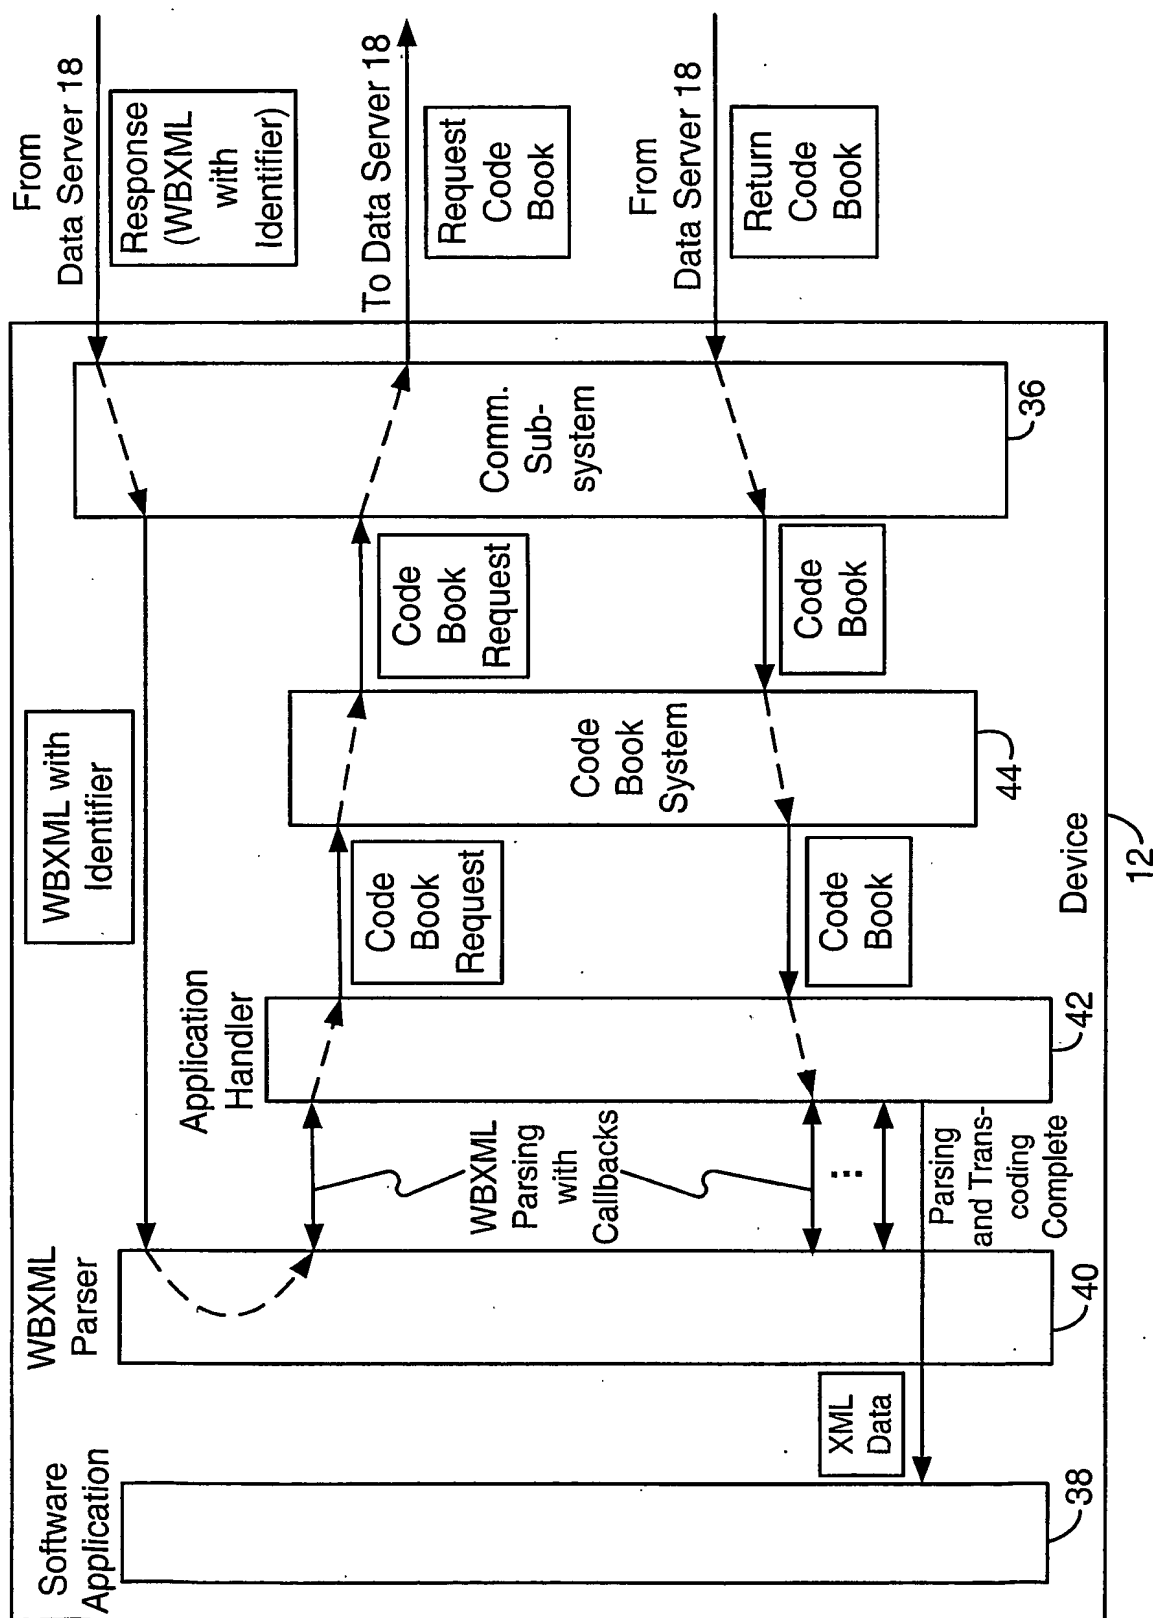 Software
Application
WBXML
Parser
Application
Handler
WBXML with
Identifier
From
Data Server 18
Response
(WBXML
with
Identifier)
To Data Server 18
Request
Code
Book
From
Data Server 18
Return
Code
Book
Comm.
Sub-
system
36
Code
Book
Request
Code
Book
Code
Book
System
44
Code
Book
Request
Code
Book
42
WBXML
Parsing
with
Callbacks
...
Parsing
and Trans-
coding
Complete
40
XML
Data
38
Device
12